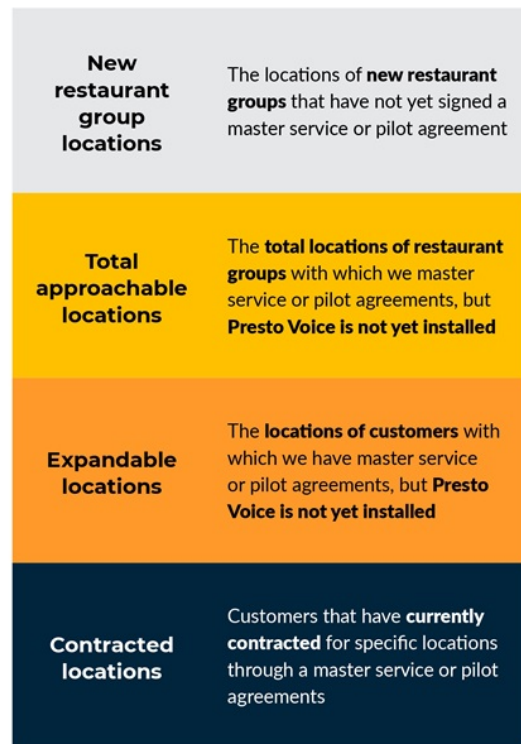 New
restaurant
group
locations
The locations of new restaurant
groups that have not yet signed a
master service or pilot agreement
Total
approachable
locations
The total locations of restaurant
groups with which we master
service or pilot agreements, but
Presto Voice is not yet installed
Expandable
locations
The locations of customers with
which we have master service
or pilot agreements, but Presto
Voice is not yet installed
Contracted
locations
Customers that have currently
contracted for specific locations
through a master service or pilot
agreements